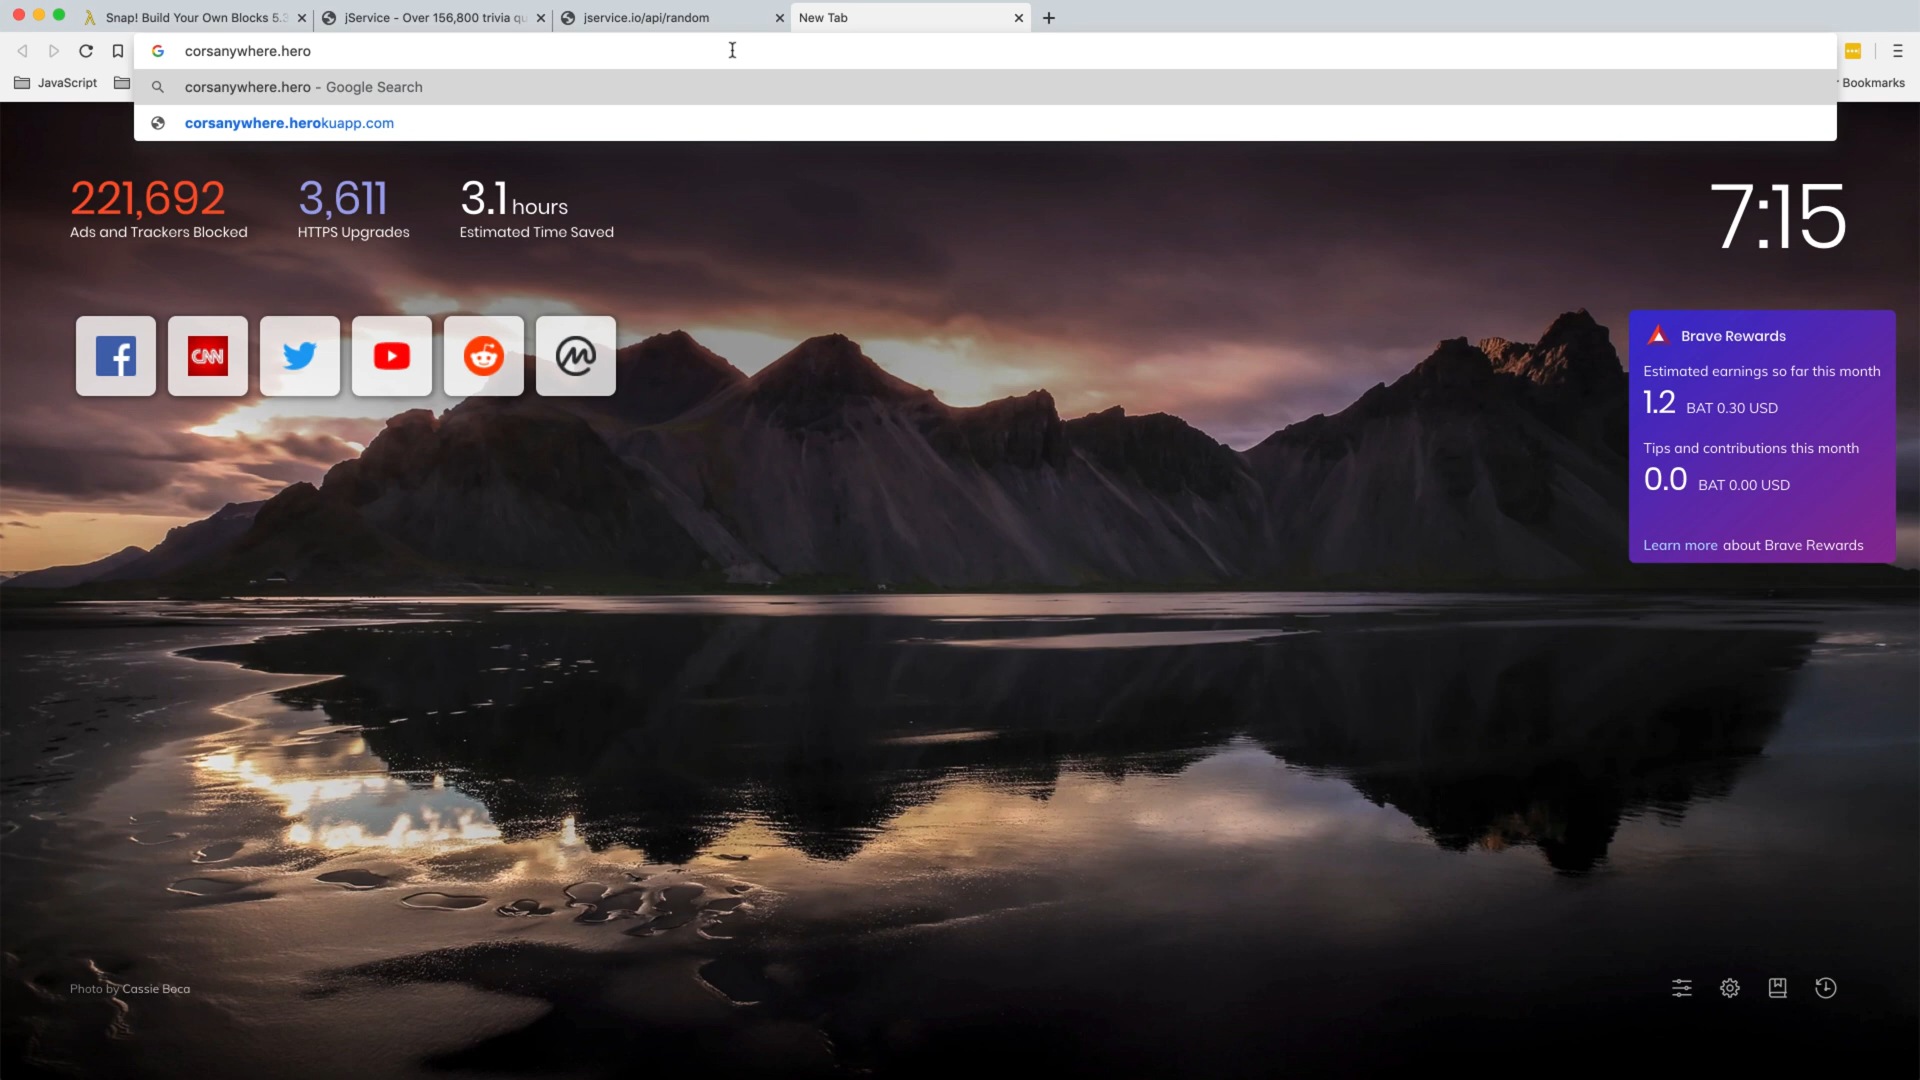 Snap! Build Your Own Blocks 5.3
jService - Over 156,800 trivia qu
jservice.io/api/random
New Tab
corsanywhere.hero
corsanywhere.hero - Google Search
corsanywhere.herokuapp.com
JavaScript
Bookmarks
221,692
Ads and Trackers Blocked
3,611
HTTPS Upgrades
3.1 hours
Estimated Time Saved
7:15
CNN
Brave Rewards
Estimated earnings so far this month
1.2 BAT 0.30 USD
Tips and contributions this month
0.0 BAT 0.00 USD
Learn more about Brave Rewards
Photo by Cassie Boca